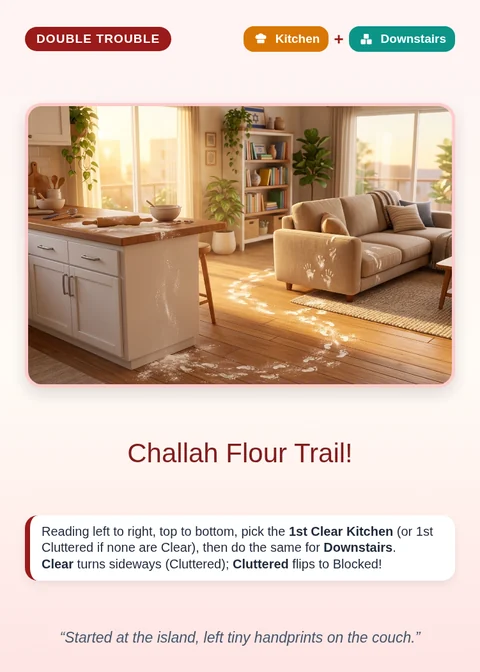 DOUBLE TROUBLE
Kitchen + Downstairs
Challah Flour Trail!
Reading left to right, top to bottom, pick the 1st Clear Kitchen (or 1st
Cluttered if none are Clear), then do the same for Downstairs.
Clear turns sideways (Cluttered); Cluttered flips to Blocked!
“Started at the island, left tiny handprints on the couch.”